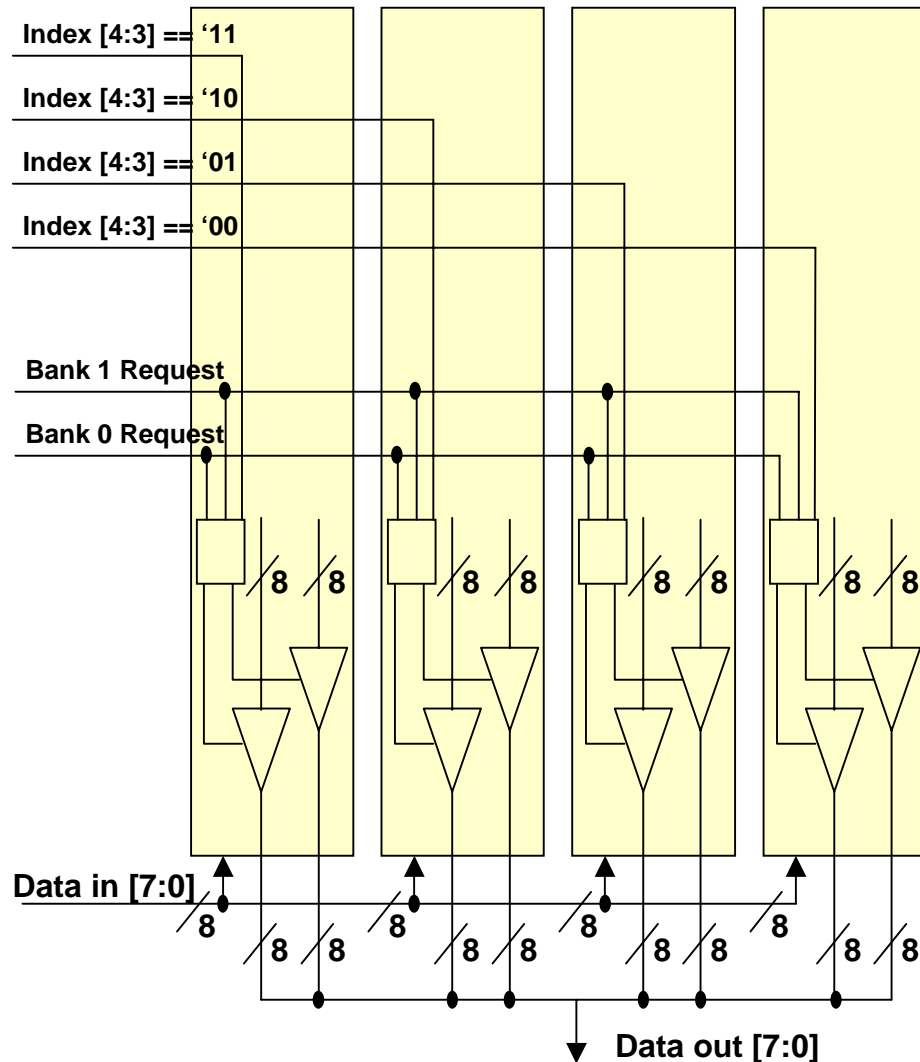 Index [4:3] == ‘11
Index [4:3] == ‘10
Index [4:3] == ‘01
Index [4:3] == ‘00
Bank 1 Request
Bank 0 Request
8 8 8 8 8 8 8 8
Data in [7:0]
8 8 8 8
8 8 8 8 8 8 8 8
Data out [7:0]